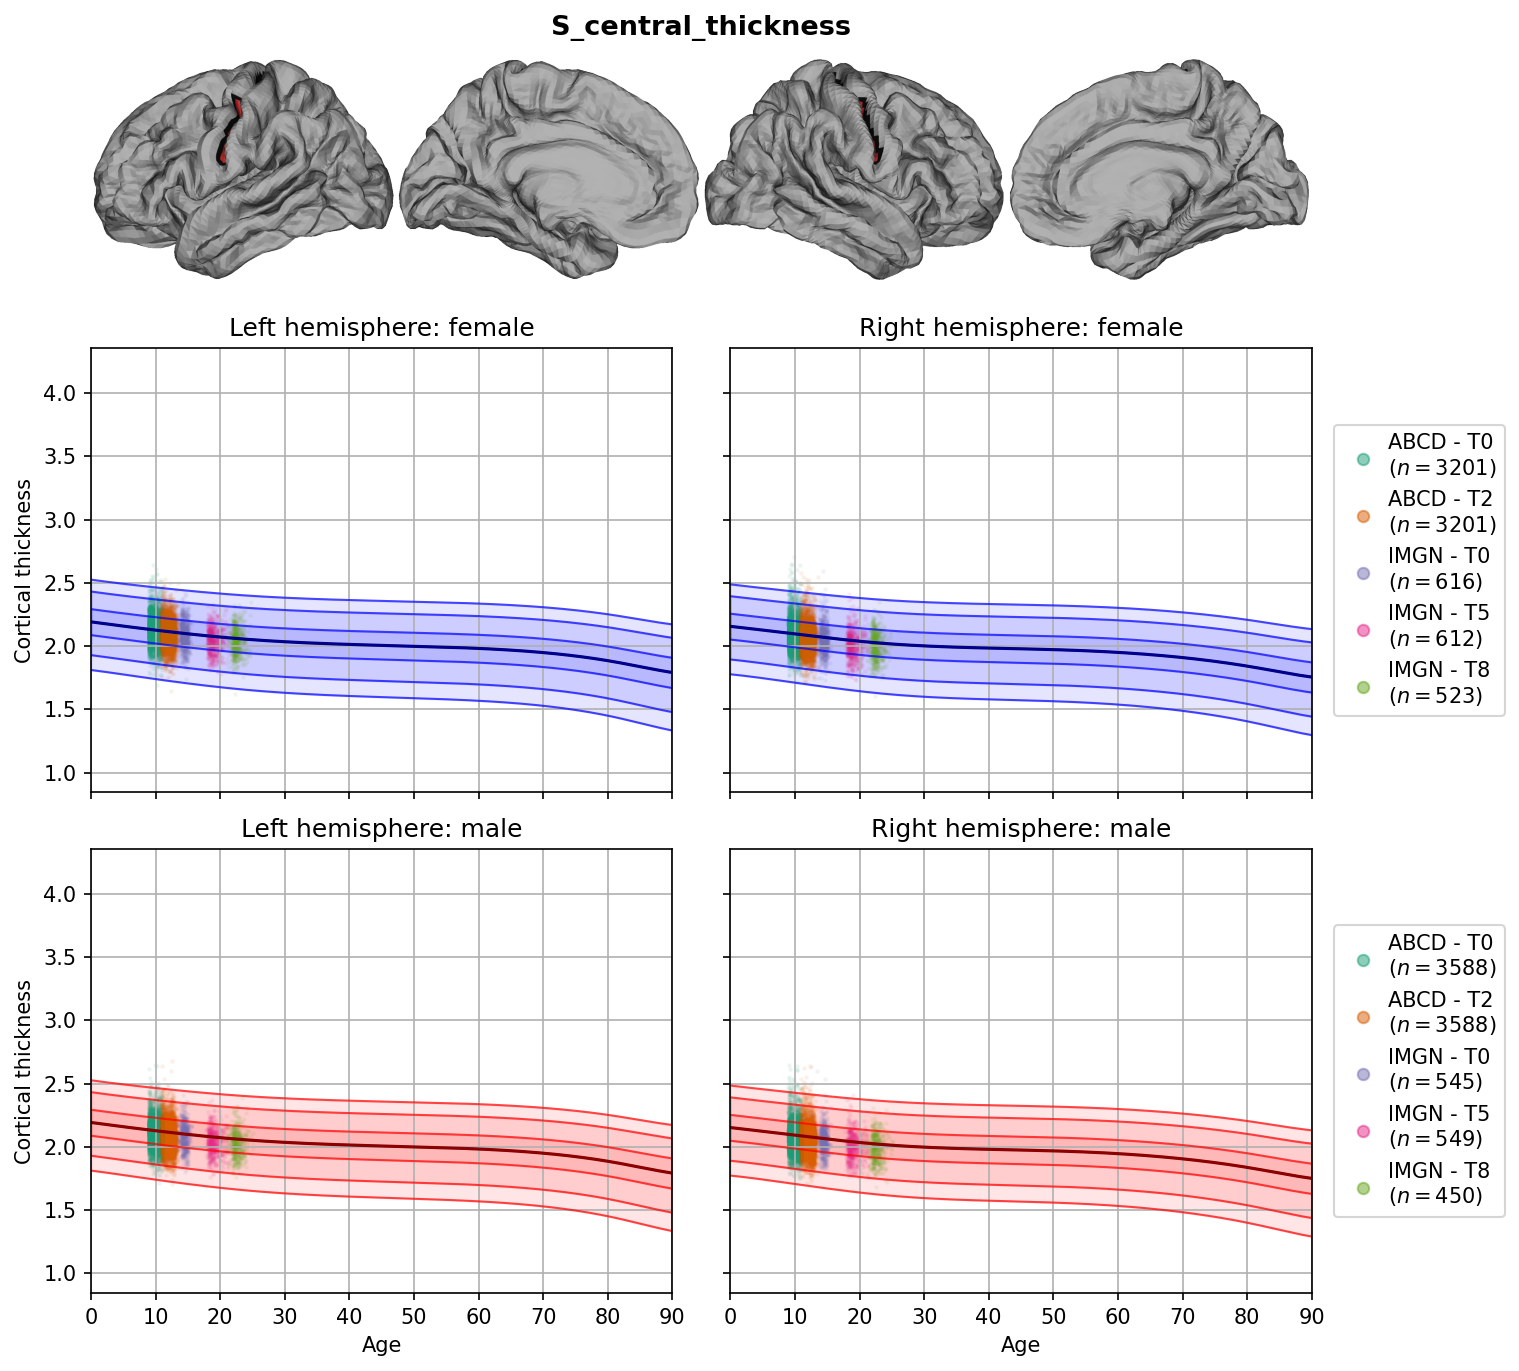 S_central_thickness
Left hemisphere: female
Right hemisphere: female
Cortical thickness
4.0
3.5
3.0
2.5
2.0
1.5
1.0
ABCD - T0
(n = 3201)
ABCD - T2
(n = 3201)
IMGN - T0
(n = 616)
IMGN - T5
(n = 612)
IMGN - T8
(n = 523)
Left hemisphere: male
Right hemisphere: male
Cortical thickness
4.0
3.5
3.0
2.5
2.0
1.5
1.0
0 10 20 30 40 50 60 70 80 90
Age
0 10 20 30 40 50 60 70 80 90
Age
ABCD - T0
(n = 3588)
ABCD - T2
(n = 3588)
IMGN - T0
(n = 545)
IMGN - T5
(n = 549)
IMGN - T8
(n = 450)